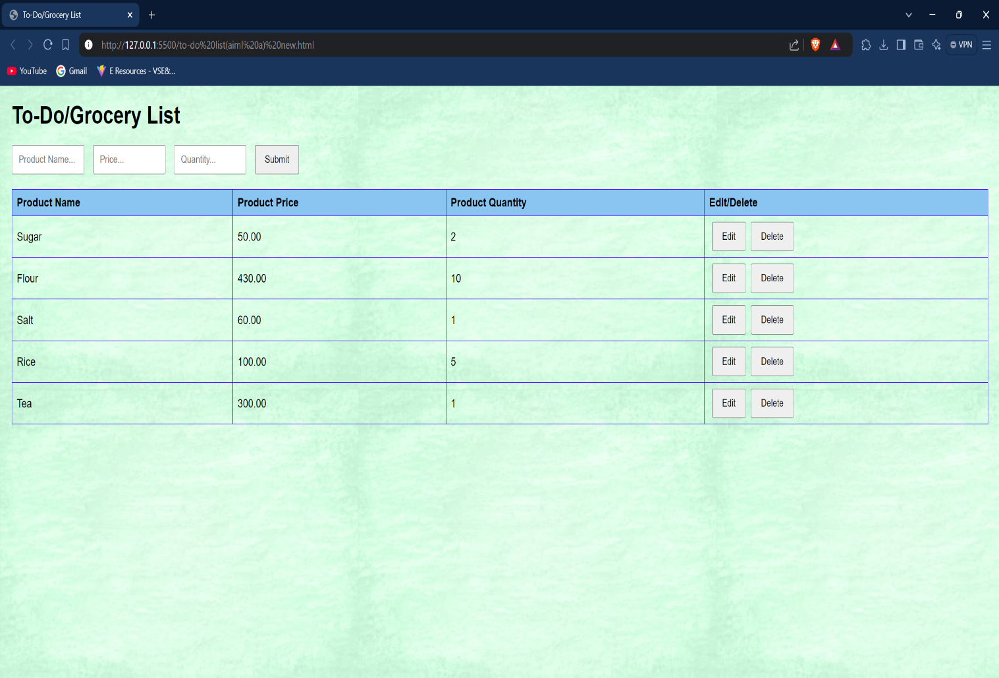 To-Do/Grocery List
http://127.0.0.1:5500/to-do%20list(aiml%20a)%20new.html
VPN
YouTube Gmail E Resources - VSE&...
To-Do/Grocery List
Product Name... Price... Quantity... Submit
Product Name Product Price Product Quantity Edit/Delete
Sugar 50.00 2 Edit Delete
Flour 430.00 10 Edit Delete
Salt 60.00 1 Edit Delete
Rice 100.00 5 Edit Delete
Tea 300.00 1 Edit Delete